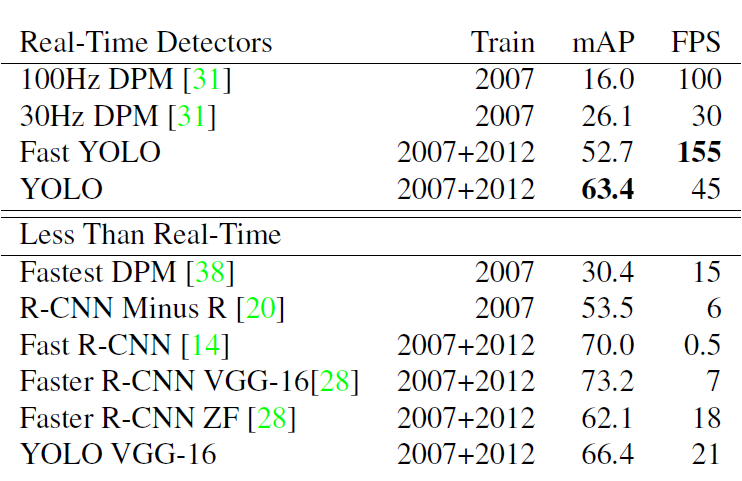 Real-Time Detectors Train mAP FPS
100Hz DPM [31] 2007 16.0 100
30Hz DPM [31] 2007 26.1 30
Fast YOLO 2007+2012 52.7 155
YOLO 2007+2012 63.4 45
Less Than Real-Time
Fastest DPM [38] 2007 30.4 15
R-CNN Minus R [20] 2007 53.5 6
Fast R-CNN [14] 2007+2012 70.0 0.5
Faster R-CNN VGG-16[28] 2007+2012 73.2 7
Faster R-CNN ZF [28] 2007+2012 62.1 18
YOLO VGG-16 2007+2012 66.4 21